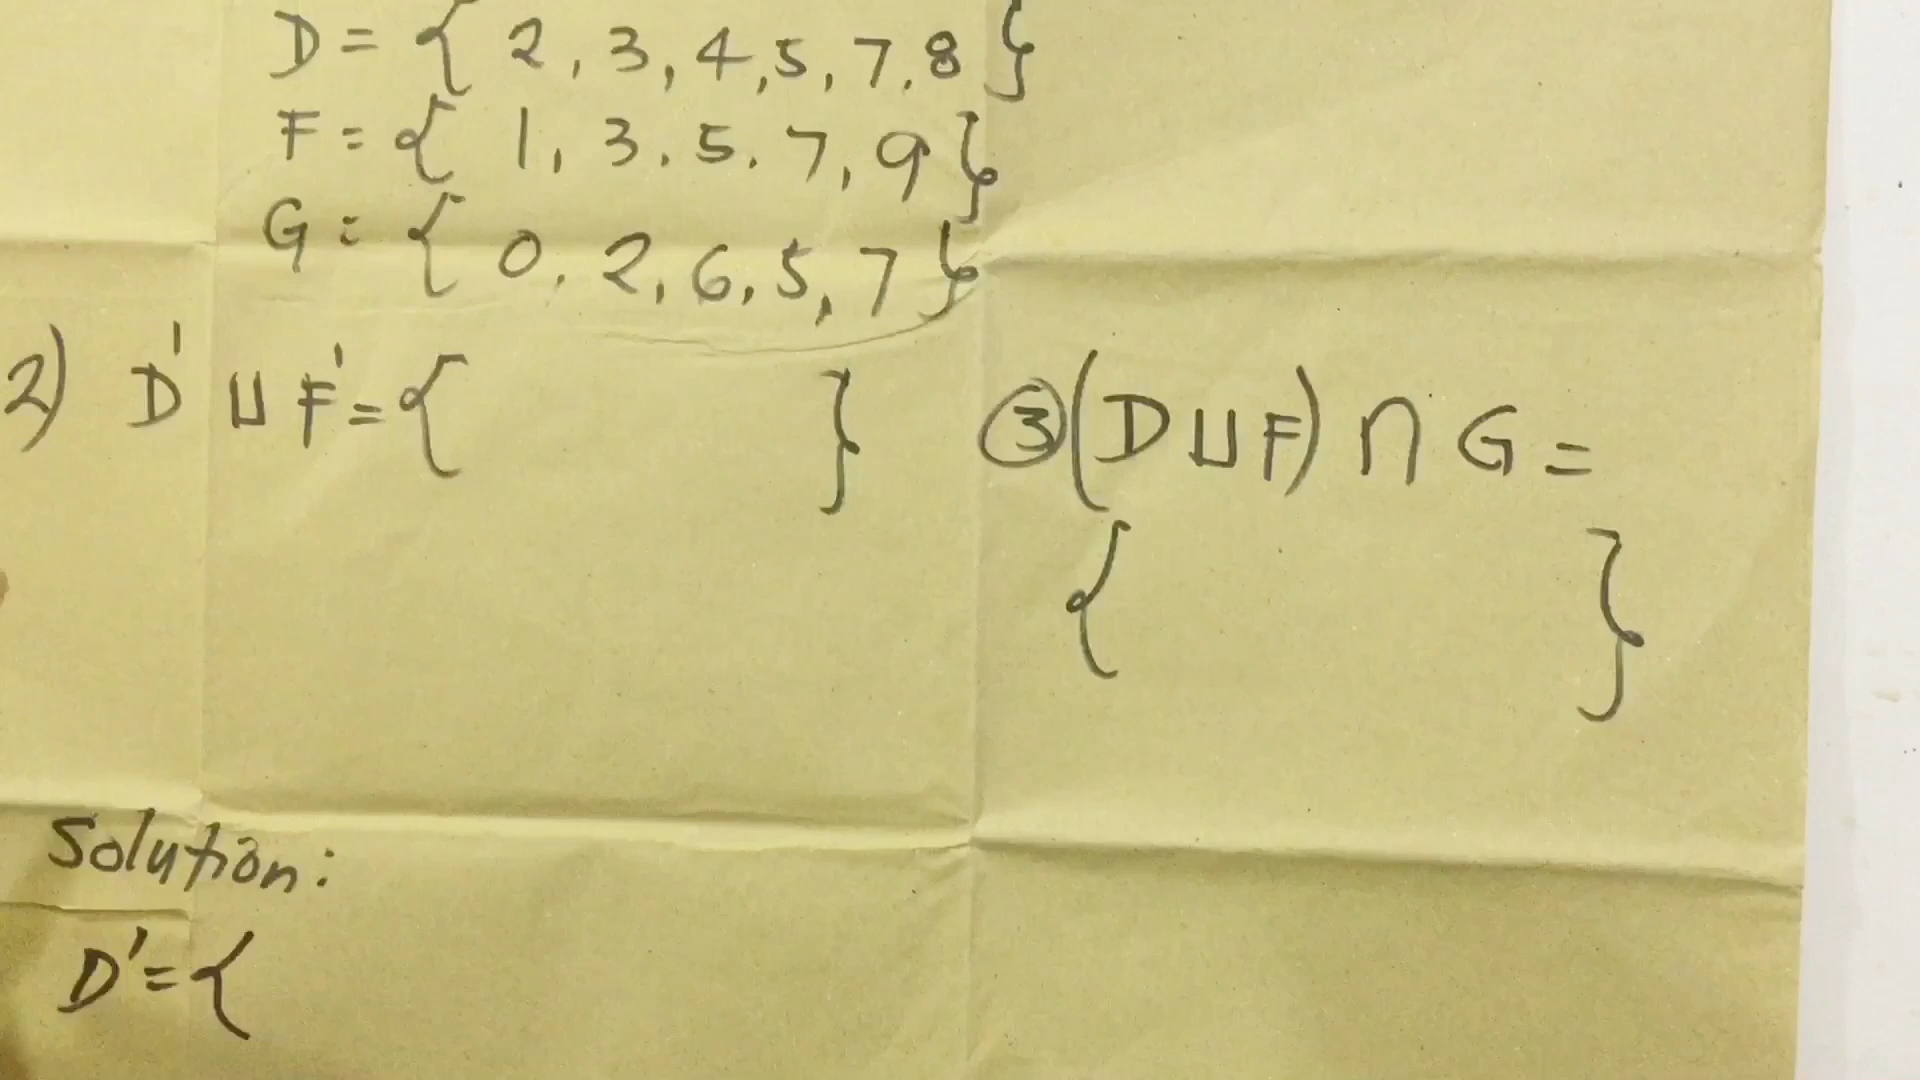 D = { 2, 3, 4, 5, 7, 8 }
F = { 1, 3, 5, 7, 9 }
G = { 0, 2, 6, 5, 7 }
2) D' ⊔ F' = { }
③ (D ⊔ F) ∩ G =
{ }
Solution:
D' = {